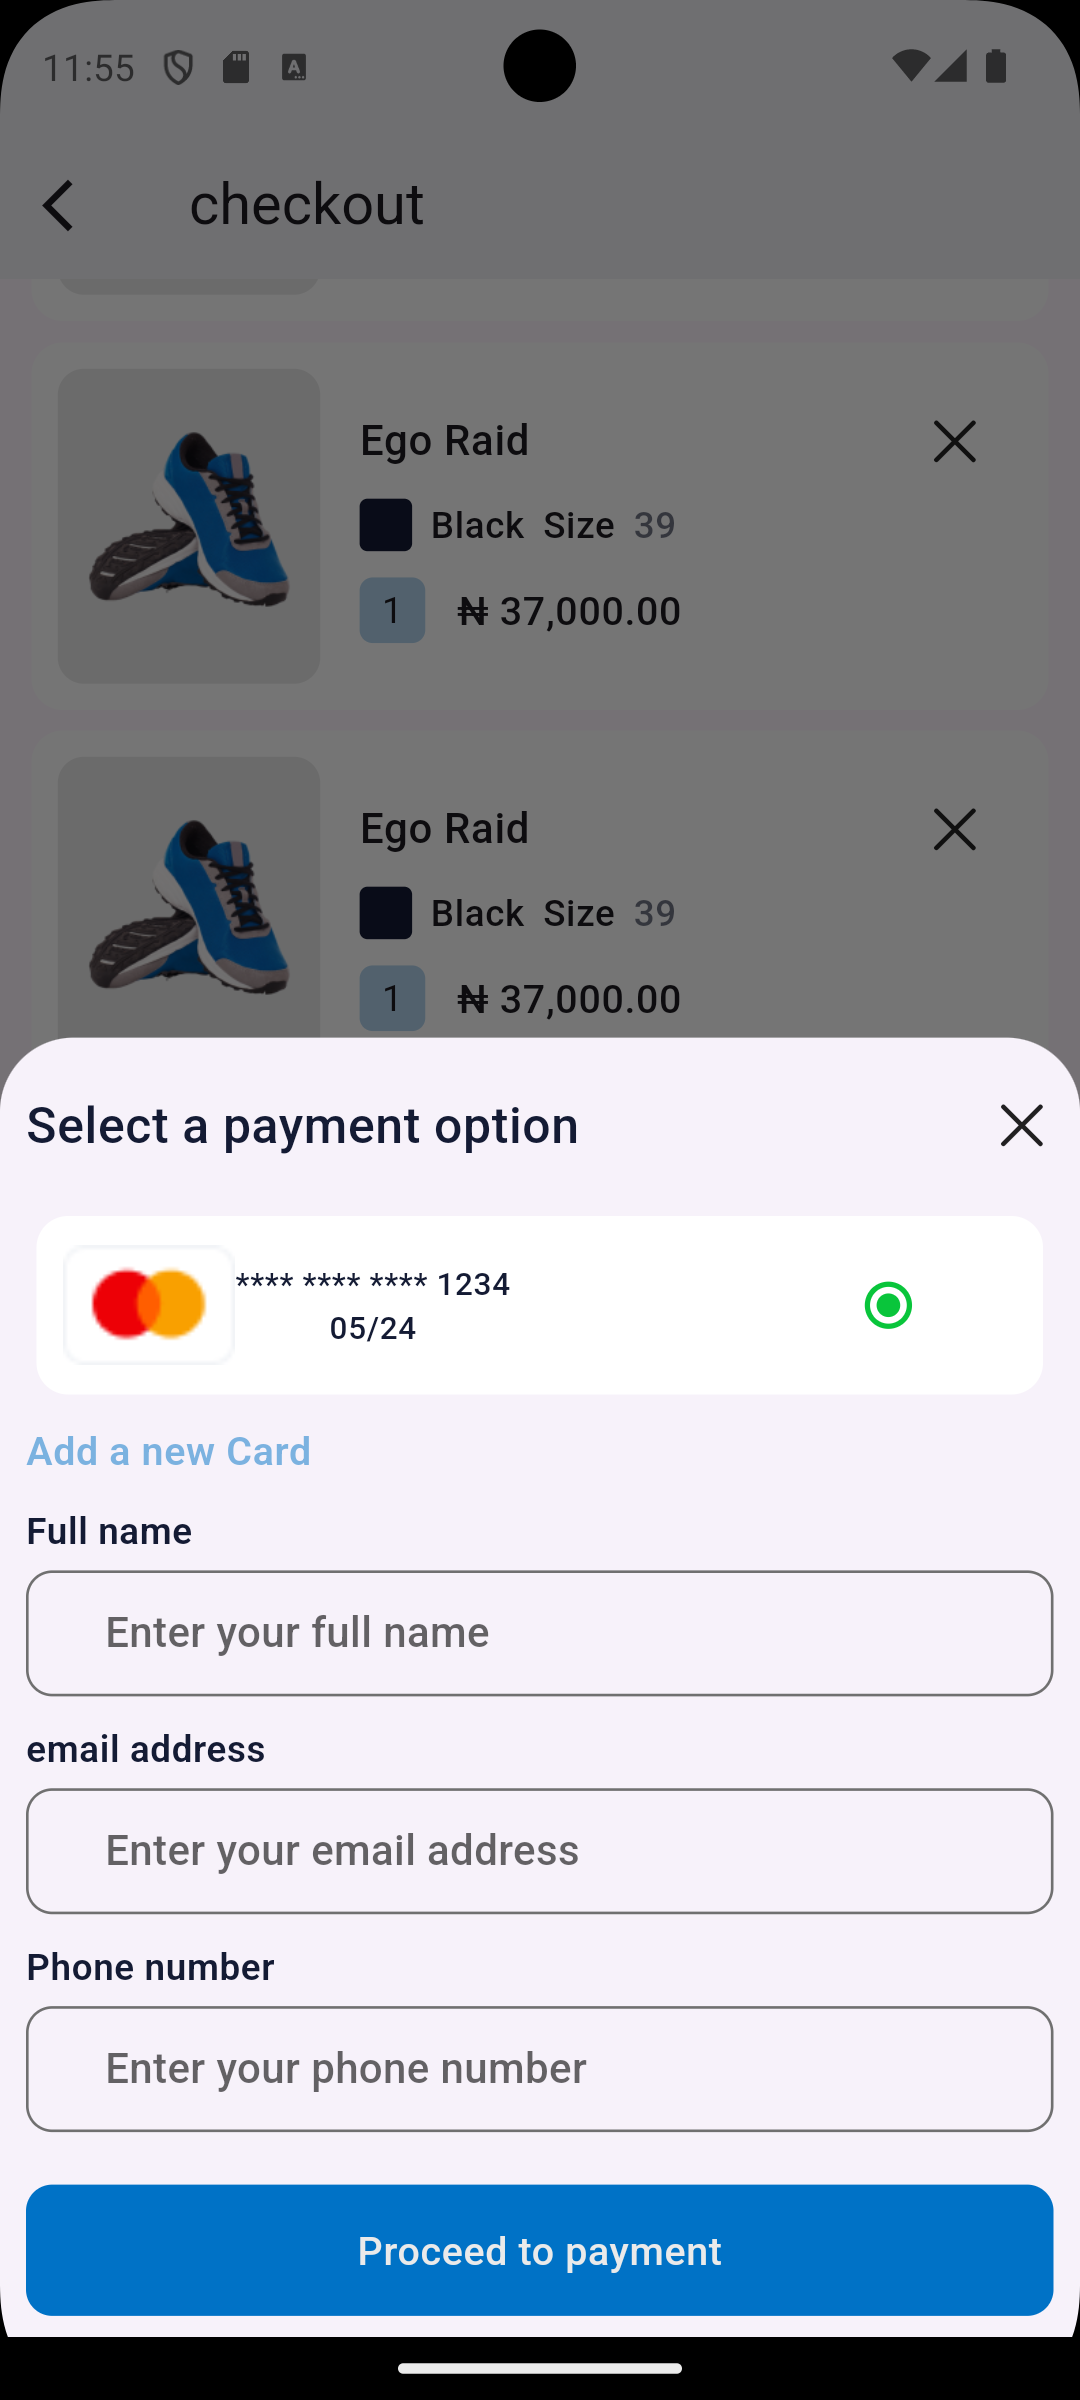 11:55
checkout
Ego Raid
Black Size 39
1 ₦ 37,000.00
Ego Raid
Black Size 39
1 ₦ 37,000.00
Select a payment option
**** **** **** 1234
05/24
Add a new Card
Full name
Enter your full name
email address
Enter your email address
Phone number
Enter your phone number
Proceed to payment